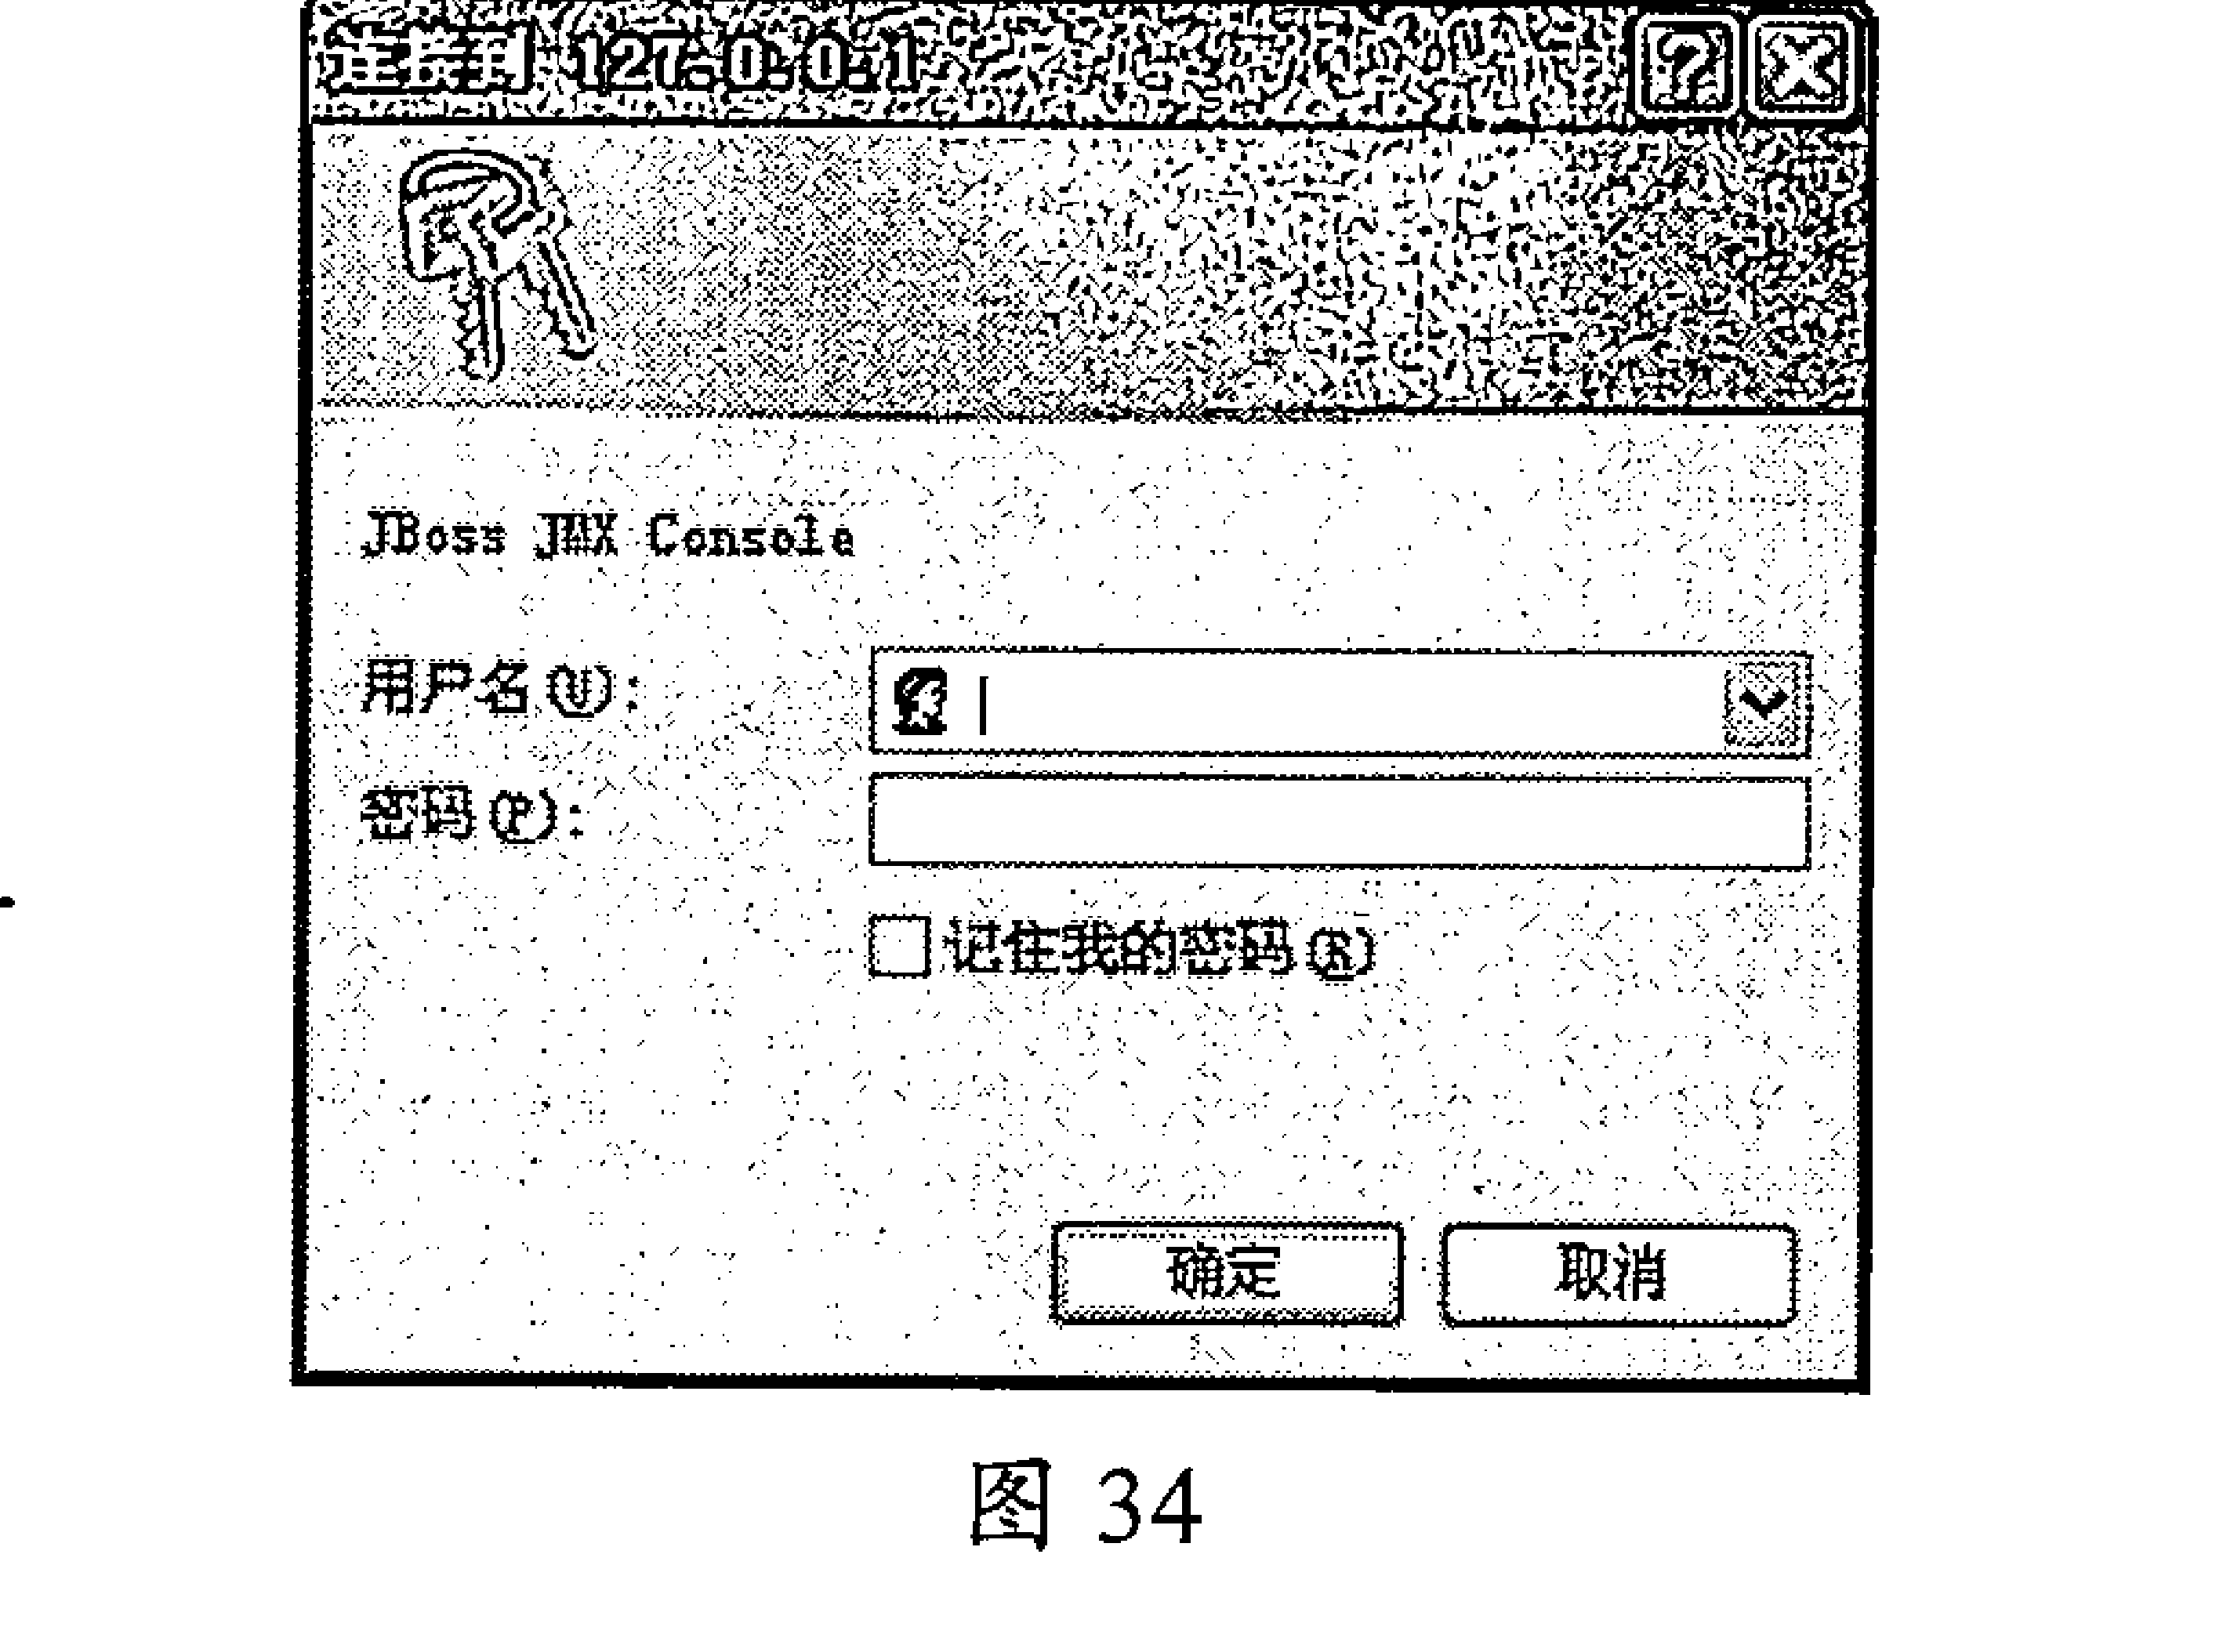 连接到 127.0.0.1
JBoss JMX Console
用户名(U):
密码(P):
记住我的密码(R)
确定 取消
图 34